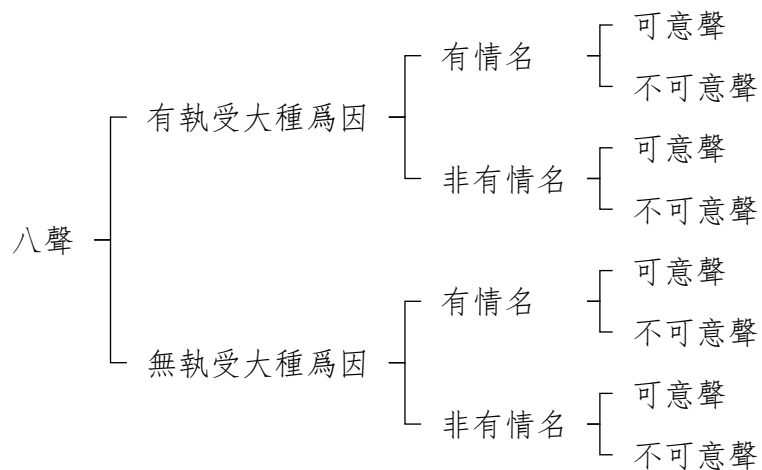 八聲
有執受大種爲因
有情名
可意聲
不可意聲
非有情名
可意聲
不可意聲
無執受大種爲因
有情名
可意聲
不可意聲
非有情名
可意聲
不可意聲